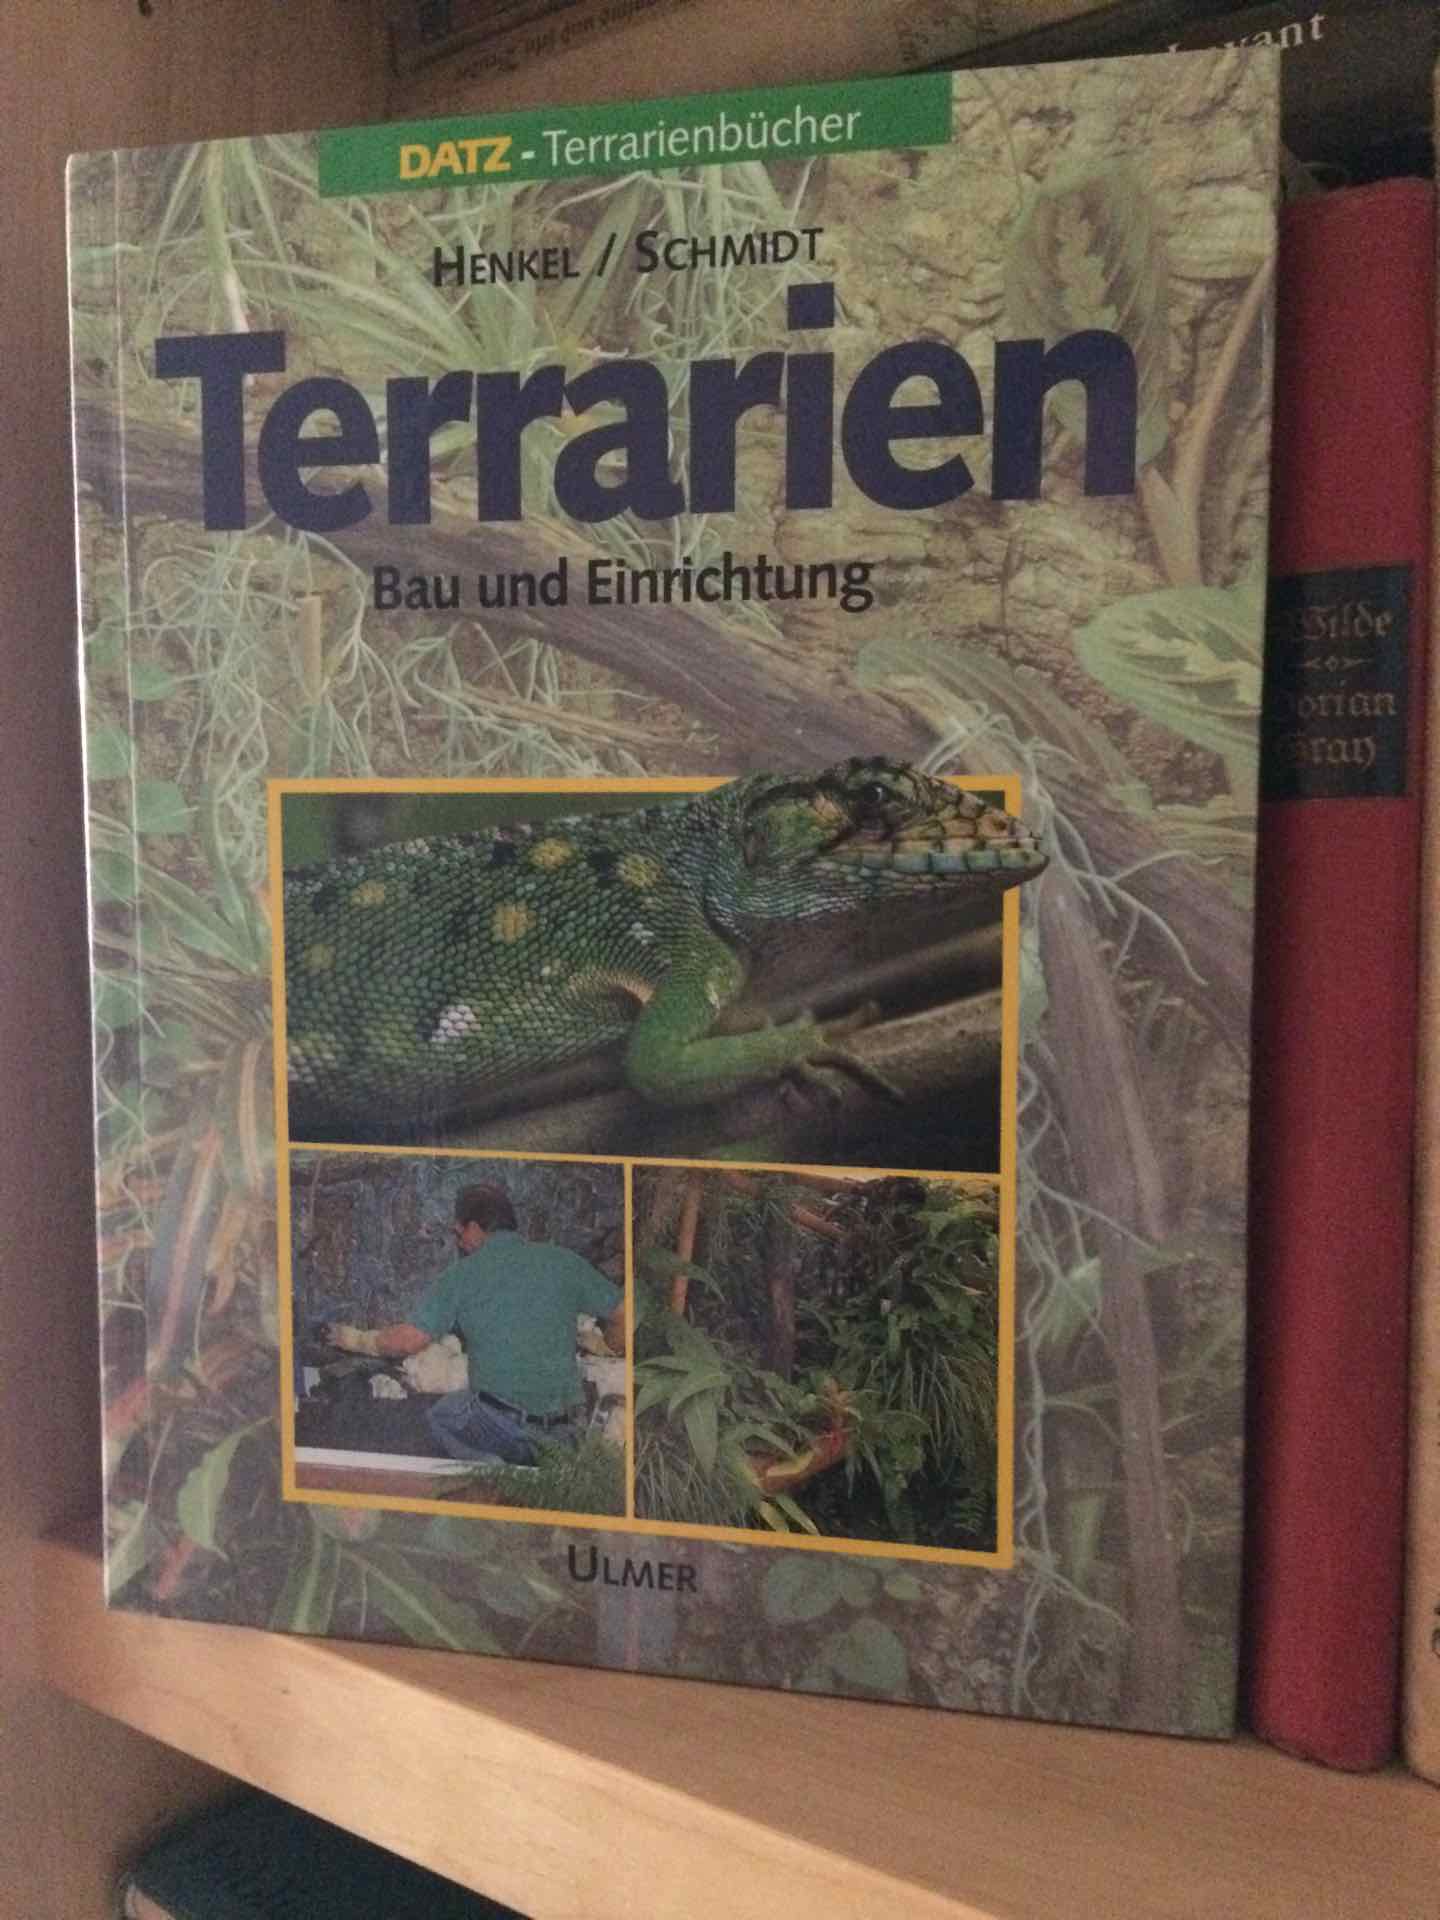 DATZ - Terrarienbücher
HENKEL / SCHMIDT
Terrarien
Bau und Einrichtung
ULMER
Wilde
Dorian
Gray